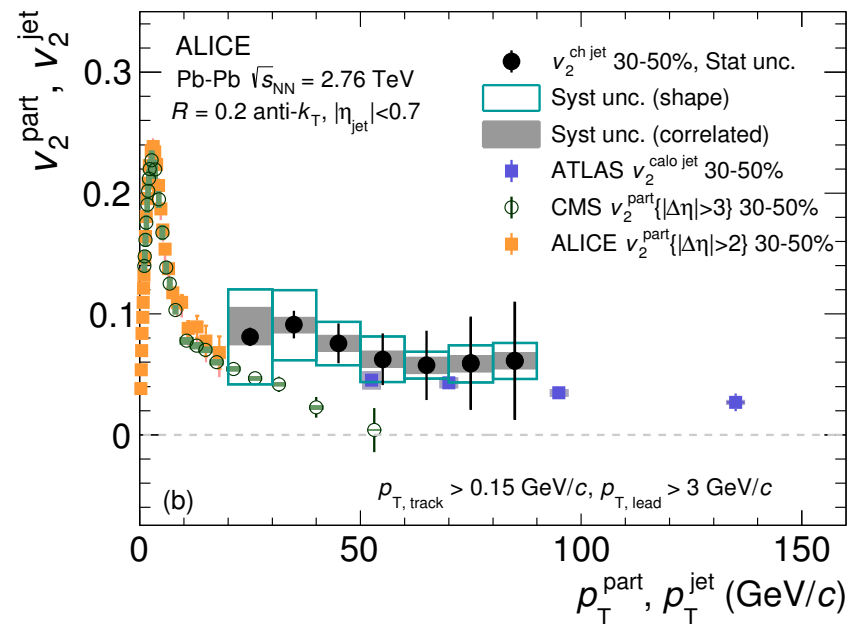 v₂ᵖᵃʳᵗ, v₂ʲᵉᵗ
0.3
0.2
0.1
0
ALICE
Pb-Pb √sNN = 2.76 TeV
R = 0.2 anti-kT, |ηjet|<0.7
v₂ᶜʰ ʲᵉᵗ 30-50%, Stat unc.
Syst unc. (shape)
Syst unc. (correlated)
ATLAS v₂ᶜᵃˡᵒ ʲᵉᵗ 30-50%
CMS v₂ᵖᵃʳᵗ{|Δη|>3} 30-50%
ALICE v₂ᵖᵃʳᵗ{|Δη|>2} 30-50%
(b)
pT, track > 0.15 GeV/c, pT, lead > 3 GeV/c
0 50 100 150
pTᵖᵃʳᵗ, pTʲᵉᵗ (GeV/c)